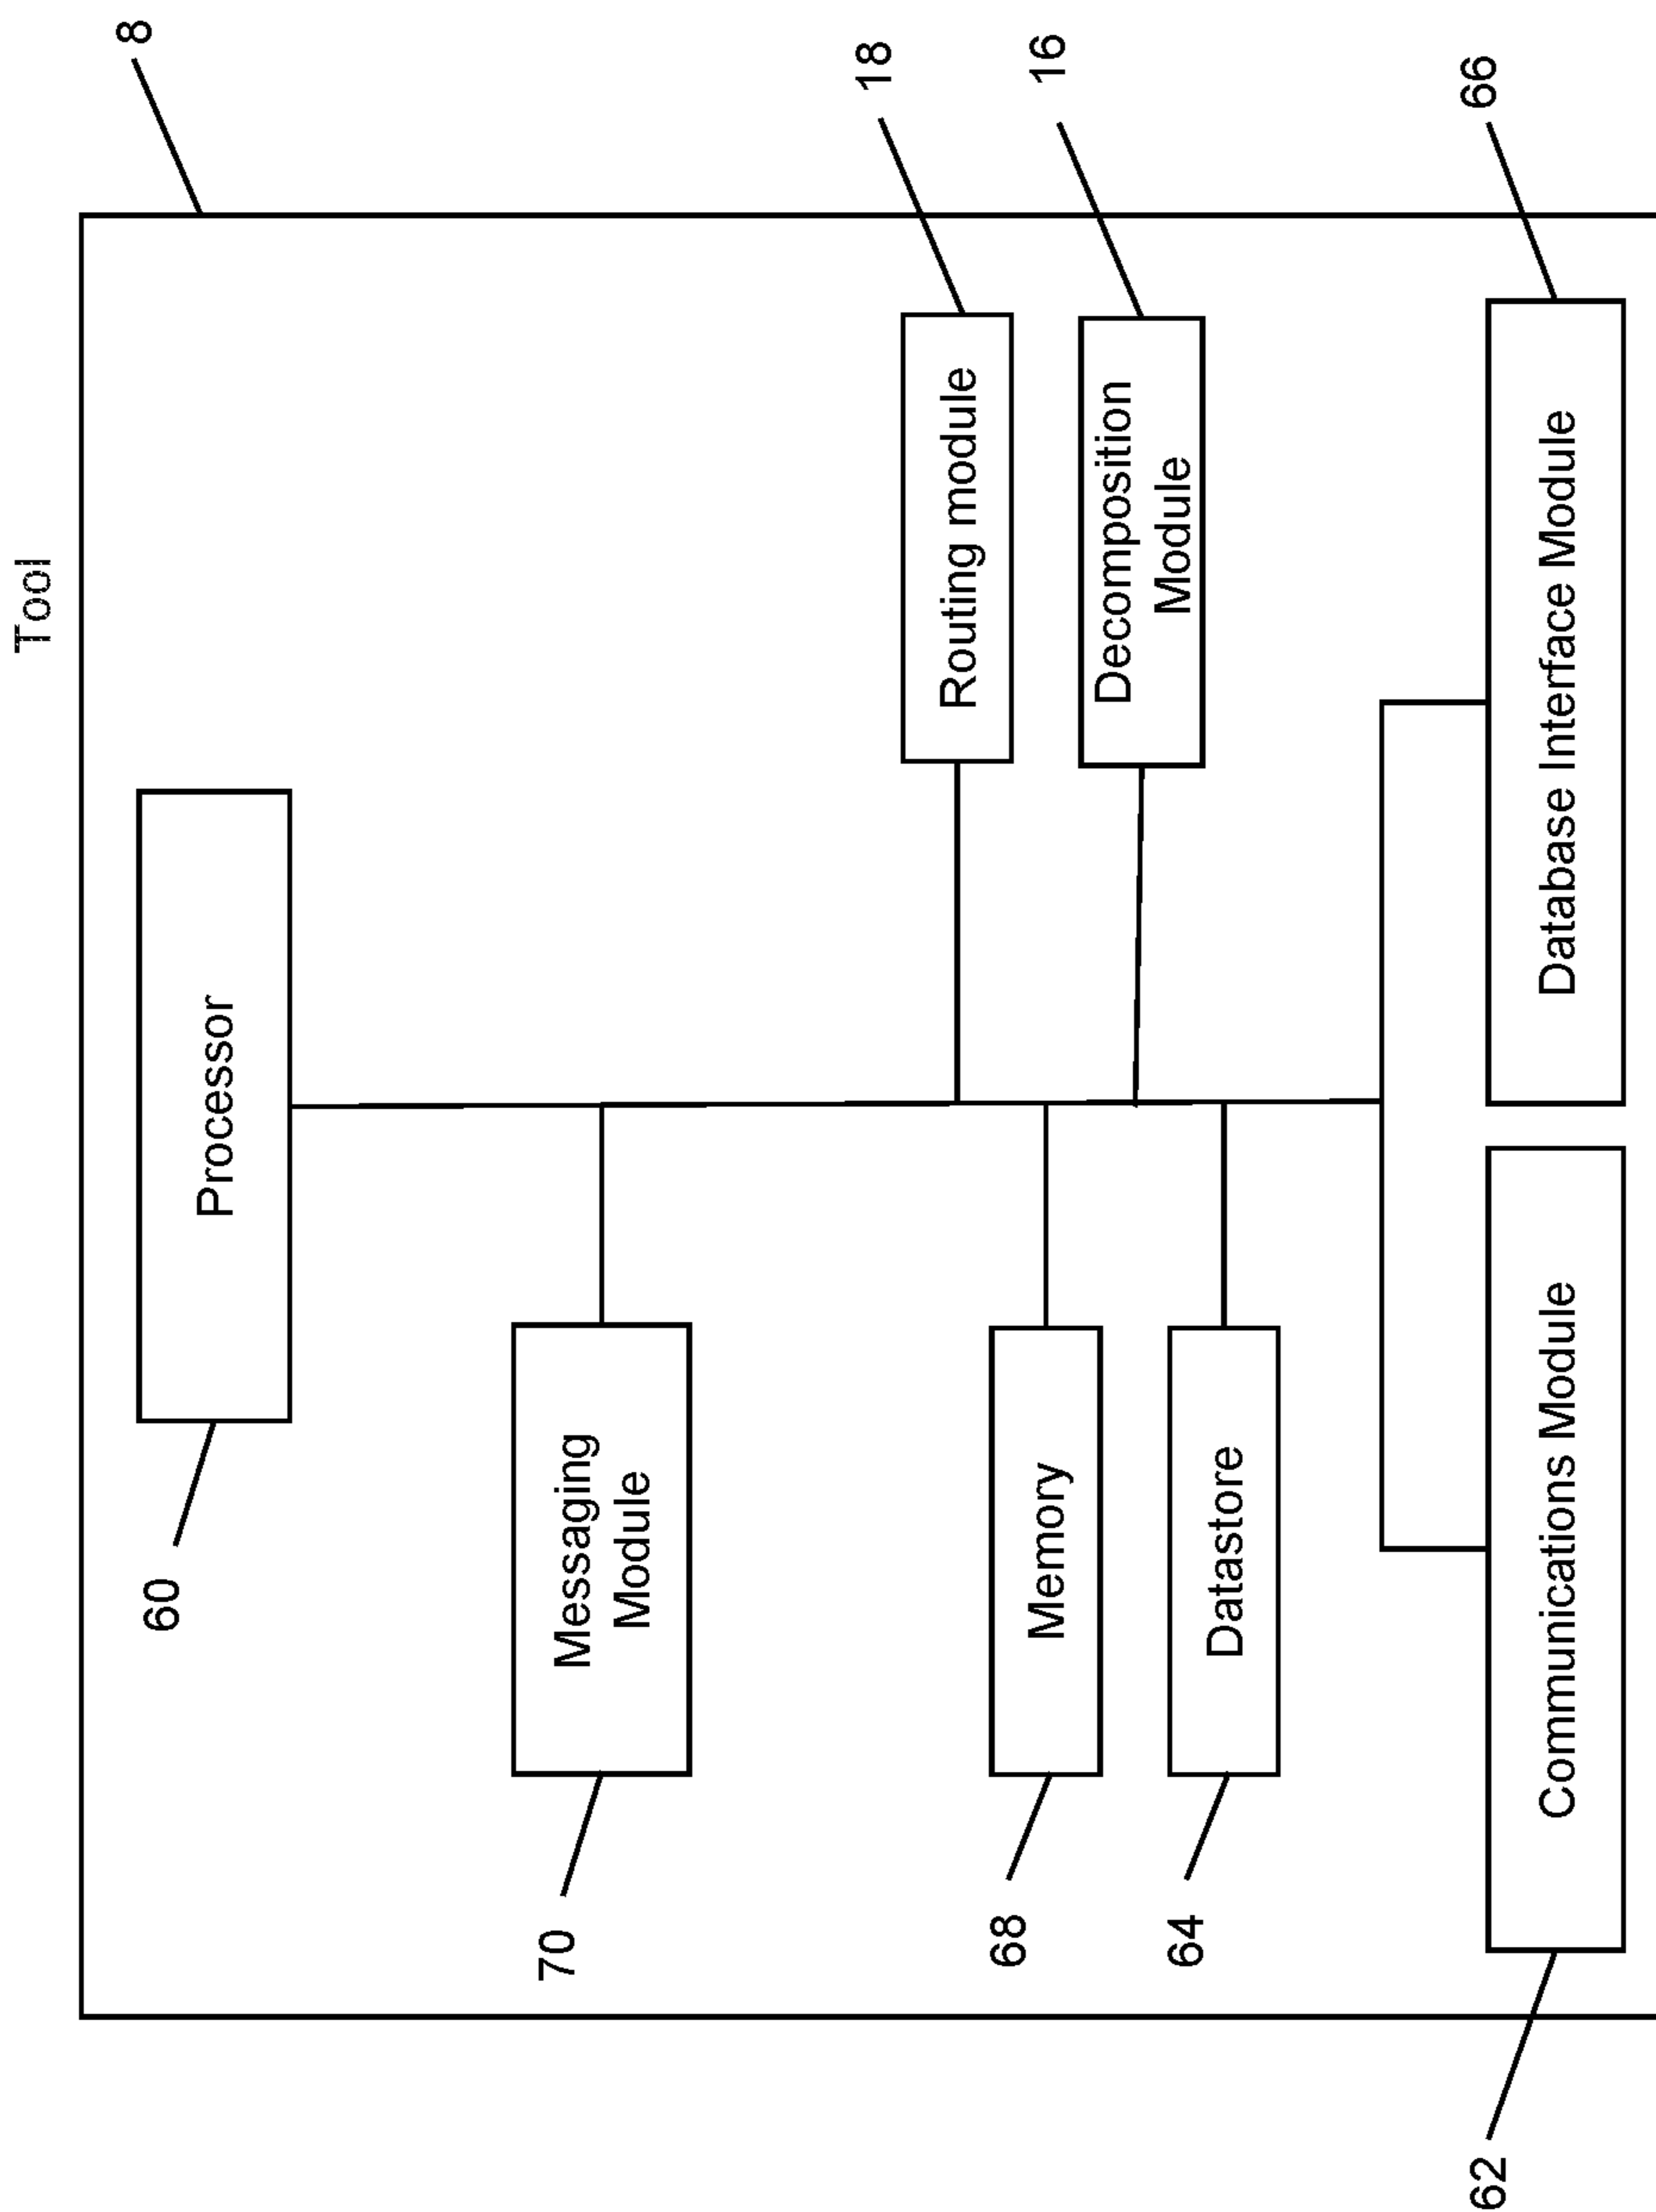 Tool
8
Processor
60
Messaging
Module
70
Routing module
18
Memory
68
Decomposition
Module
16
Datastore
64
Database Interface Module
66
Communications Module
62